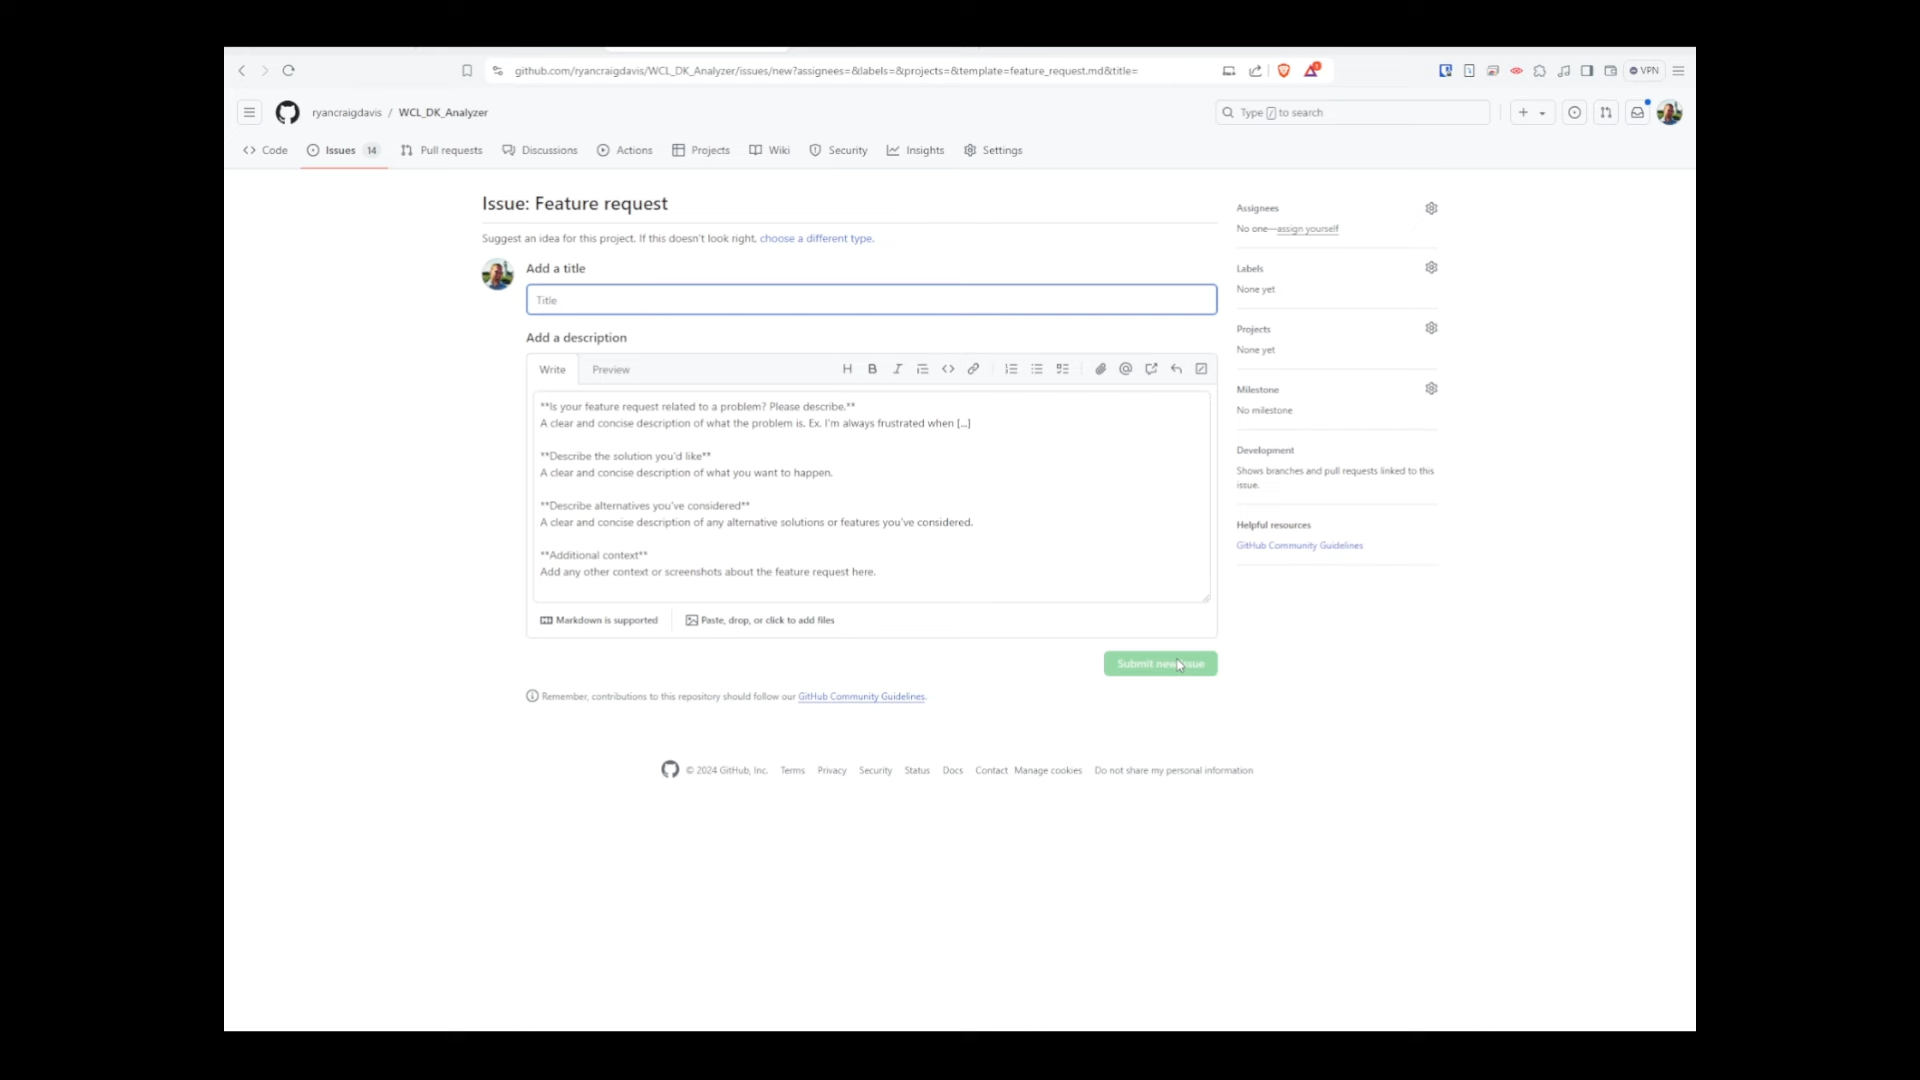 github.com/ryancraigdavis/WCL_DK_Analyzer/issues/new?assignees=&labels=&projects=&template=feature_request.md&title=
VPN
ryancraigdavis / WCL_DK_Analyzer
Type / to search
Code
Issues 14
Pull requests
Discussions
Actions
Projects
Wiki
Security
Insights
Settings
Issue: Feature request
Suggest an idea for this project. If this doesn't look right, choose a different type.
Add a title
Title
Add a description
Write Preview
**Is your feature request related to a problem? Please describe.**
A clear and concise description of what the problem is. Ex. I'm always frustrated when [...]
**Describe the solution you'd like**
A clear and concise description of what you want to happen.
**Describe alternatives you've considered**
A clear and concise description of any alternative solutions or features you've considered.
**Additional context**
Add any other context or screenshots about the feature request here.
Markdown is supported
Paste, drop, or click to add files
Submit new issue
Remember, contributions to this repository should follow our GitHub Community Guidelines.
Assignees
No one—assign yourself
Labels
None yet
Projects
None yet
Milestone
No milestone
Development
Shows branches and pull requests linked to this
issue.
Helpful resources
GitHub Community Guidelines
© 2024 GitHub, Inc. Terms Privacy Security Status Docs Contact Manage cookies Do not share my personal information